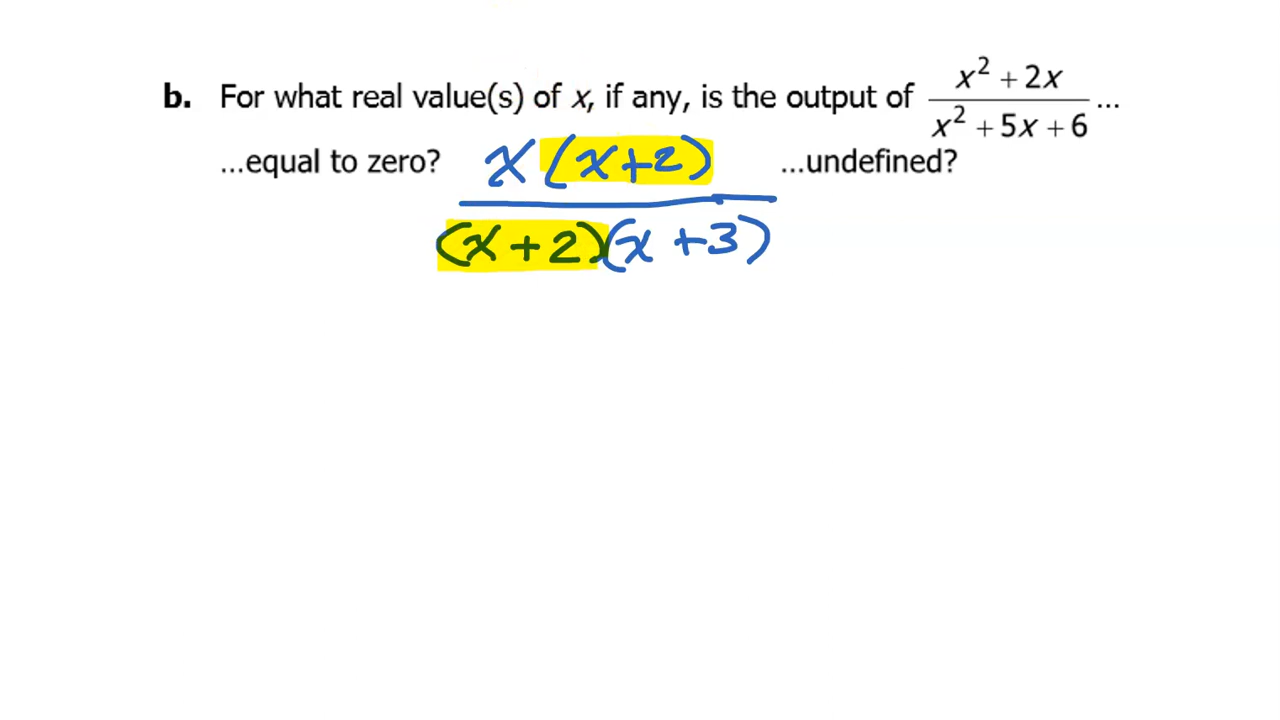 b. For what real value(s) of x, if any, is the output of x² + 2x / x² + 5x + 6 ...
...equal to zero? ...undefined?
x(x+2)
(x+2)(x+3)